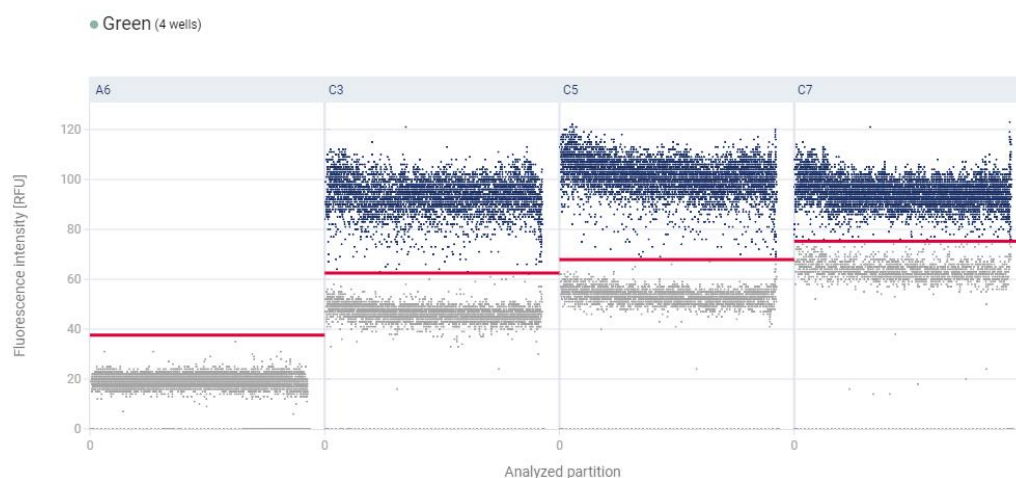 Green (4 wells)
A6 C3 C5 C7
Fluorescence intensity [RFU]
120
100
80
60
40
20
0
0 0 0 0
Analyzed partition